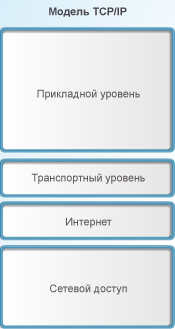 Модель TCP/IP
Прикладной уровень
Транспортный уровень
Интернет
Сетевой доступ